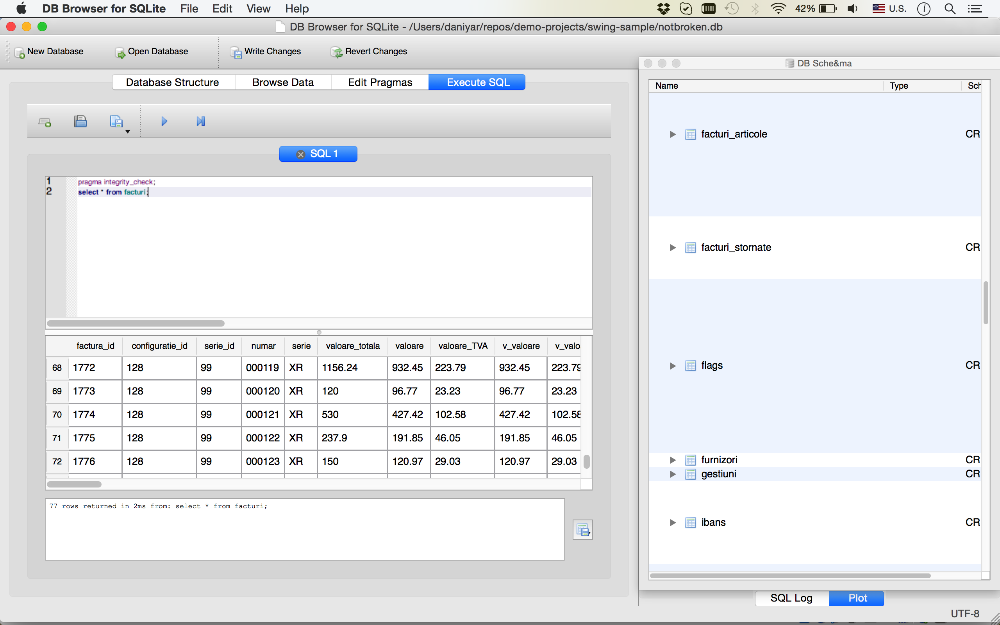 DB Browser for SQLite File Edit View Help 42% U.S.
DB Browser for SQLite - /Users/daniyar/repos/demo-projects/swing-sample/notbroken.db
New Database Open Database Write Changes Revert Changes
Database Structure Browse Data Edit Pragmas Execute SQL
SQL 1
1 pragma integrity_check;
2 select * from facturi;
factura_id configuratie_id serie_id numar serie valoare_totala valoare valoare_TVA v_valoare v_valo
68 1772 128 99 000119 XR 1156.24 932.45 223.79 932.45 223.79
69 1773 128 99 000120 XR 120 96.77 23.23 96.77 23.23
70 1774 128 99 000121 XR 530 427.42 102.58 427.42 102.58
71 1775 128 99 000122 XR 237.9 191.85 46.05 191.85 46.05
72 1776 128 99 000123 XR 150 120.97 29.03 120.97 29.03
77 rows returned in 2ms from: select * from facturi;
DB Sche&ma
Name Type Sch
facturi_articole CRI
facturi_stornate CRI
flags CRI
furnizori CRI
gestiuni CRI
ibans CRI
SQL Log Plot
UTF-8